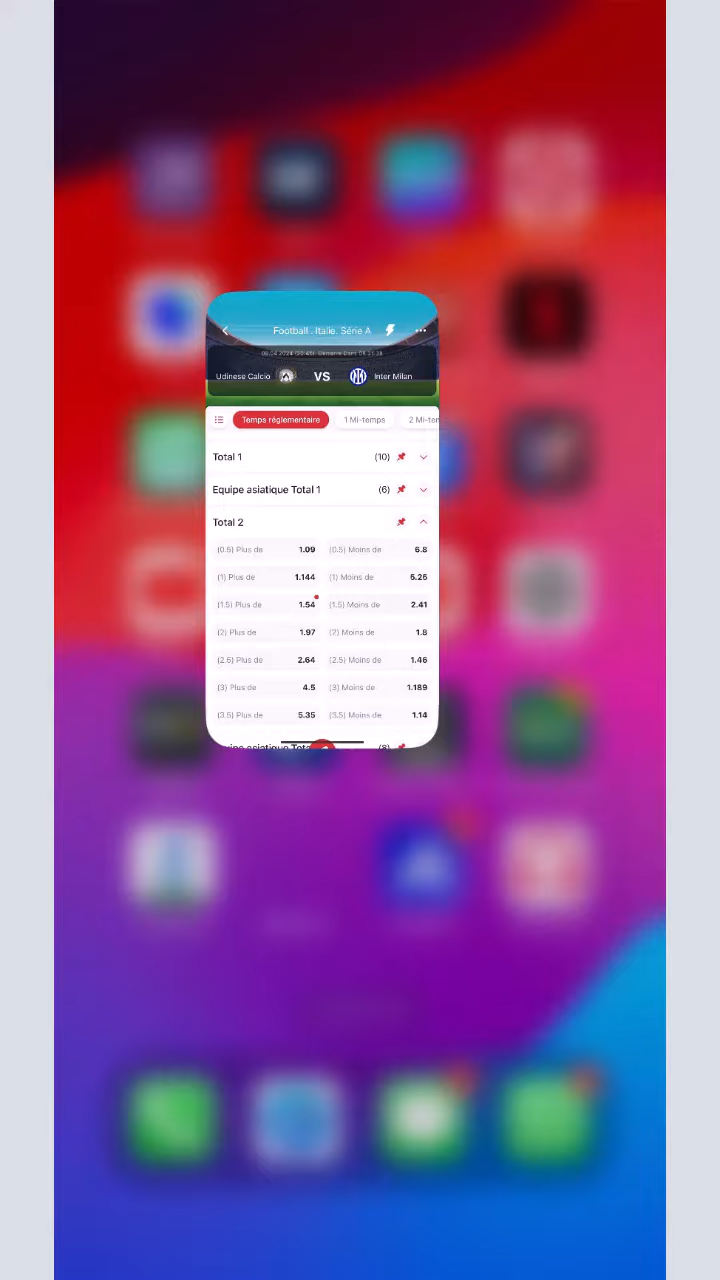 Football . Italie. Série A
Udinese Calcio VS Inter Milan
Temps réglementaire 1 Mi-temps
Total 1 (10)
Equipe asiatique Total 1 (6)
Total 2
(0.5) Plus de 1.09 (0.5) Moins de 6.8
(1) Plus de 1.144 (1) Moins de 5.25
(1.5) Plus de 1.54 (1.5) Moins de 2.41
(2) Plus de 1.97 (2) Moins de 1.8
(2.5) Plus de 2.64 (2.5) Moins de 1.46
(3) Plus de 4.5 (3) Moins de 1.189
(3.5) Plus de 5.35 (3.5) Moins de 1.14
asiatique (8)